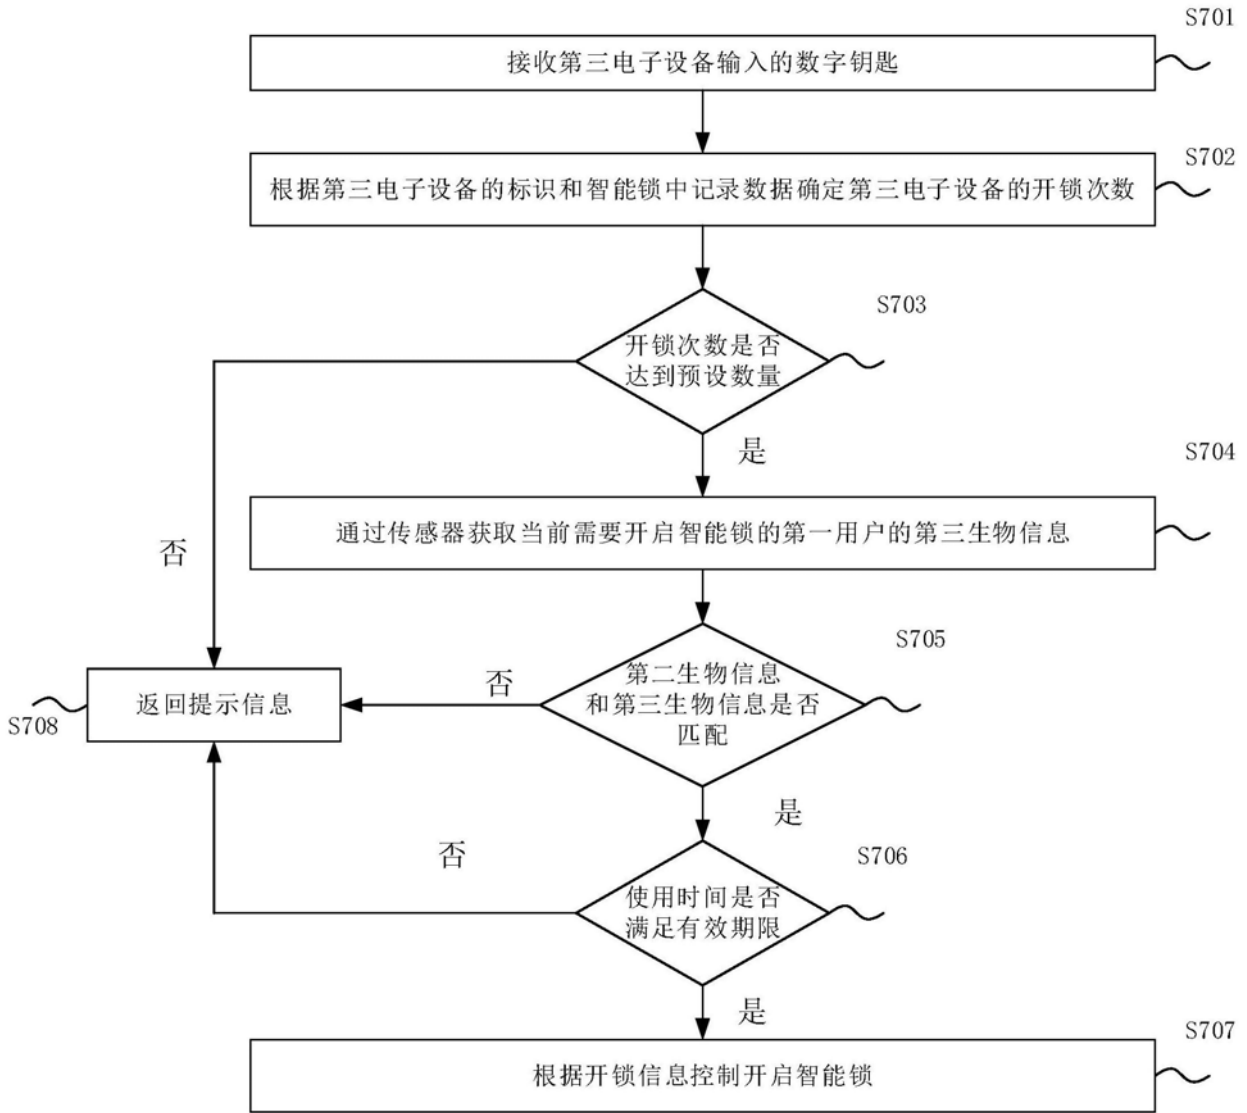 S701
接收第三电子设备输入的数字钥匙
S702
根据第三电子设备的标识和智能锁中记录数据确定第三电子设备的开锁次数
S703
开锁次数是否
达到预设数量
是
S704
通过传感器获取当前需要开启智能锁的第一用户的第三生物信息
否
S705
第二生物信息
和第三生物信息是否
匹配
否
返回提示信息
S708
是
S706
否
使用时间是否
满足有效期限
是
S707
根据开锁信息控制开启智能锁